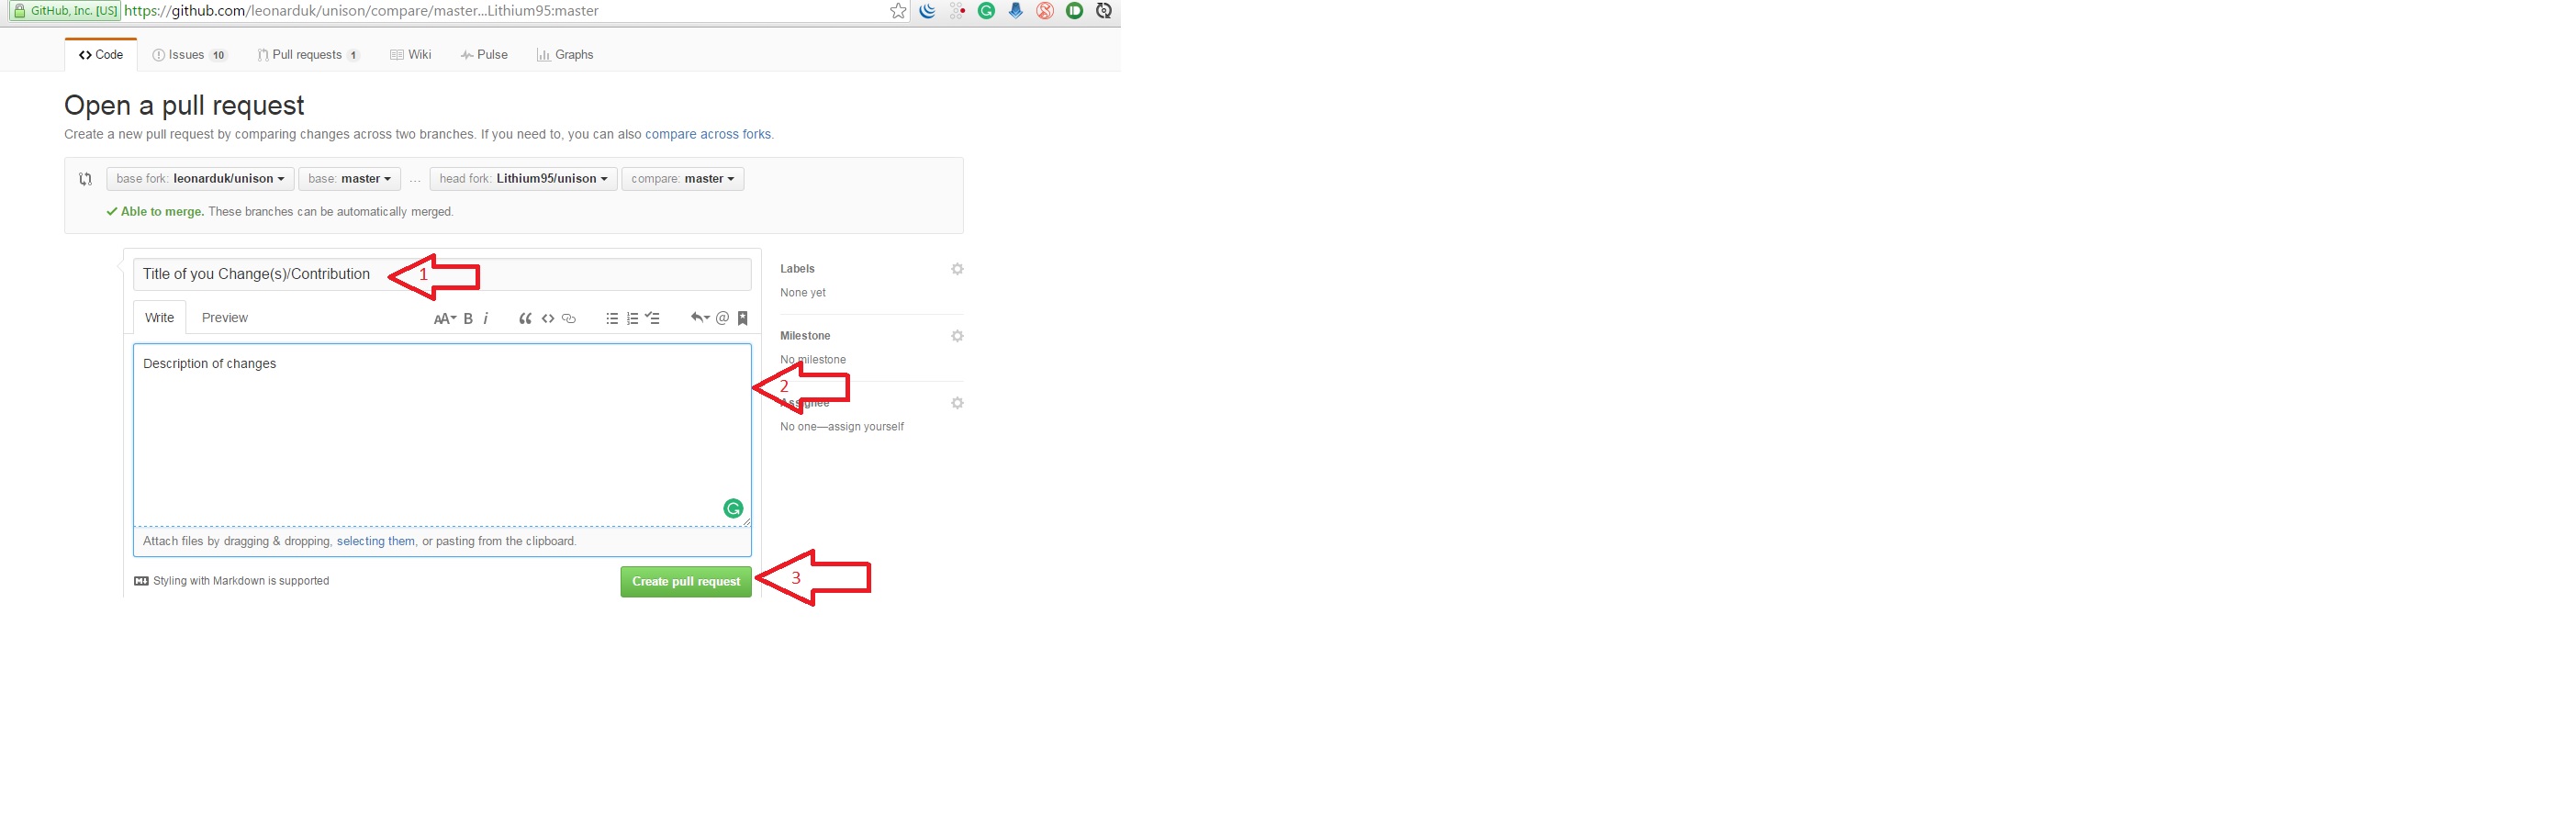 GitHub, Inc. [US] https://github.com/leonarduk/unison/compare/master...Lithium95:master
Code Issues 10 Pull requests 1 Wiki Pulse Graphs
Open a pull request
Create a new pull request by comparing changes across two branches. If you need to, you can also compare across forks.
base fork: leonarduk/unison base: master ... head fork: Lithium95/unison compare: master
Able to merge. These branches can be automatically merged.
Title of you Change(s)/Contribution
1
Write Preview
AA B i @
Description of changes
Attach files by dragging & dropping, selecting them, or pasting from the clipboard.
Styling with Markdown is supported
Create pull request
3
Labels
None yet
Milestone
No milestone
2
Assignee
No one—assign yourself